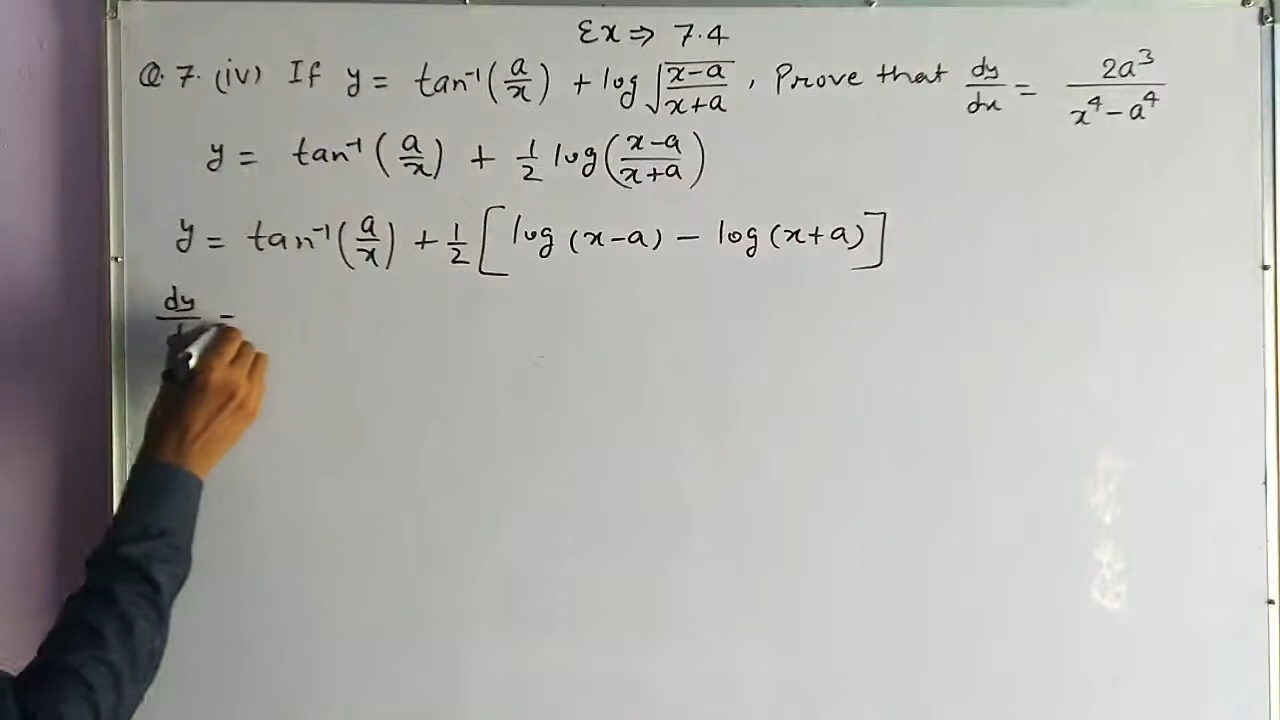 Ex ⇒ 7.4
Q.7. (iv) If y = tan⁻¹(a/x) + log√((x-a)/(x+a)), Prove that dy/dx = 2a³/(x⁴-a⁴)
y = tan⁻¹(a/x) + 1/2 log((x-a)/(x+a))
y = tan⁻¹(a/x) + 1/2 [log(x-a) - log(x+a)]
dy